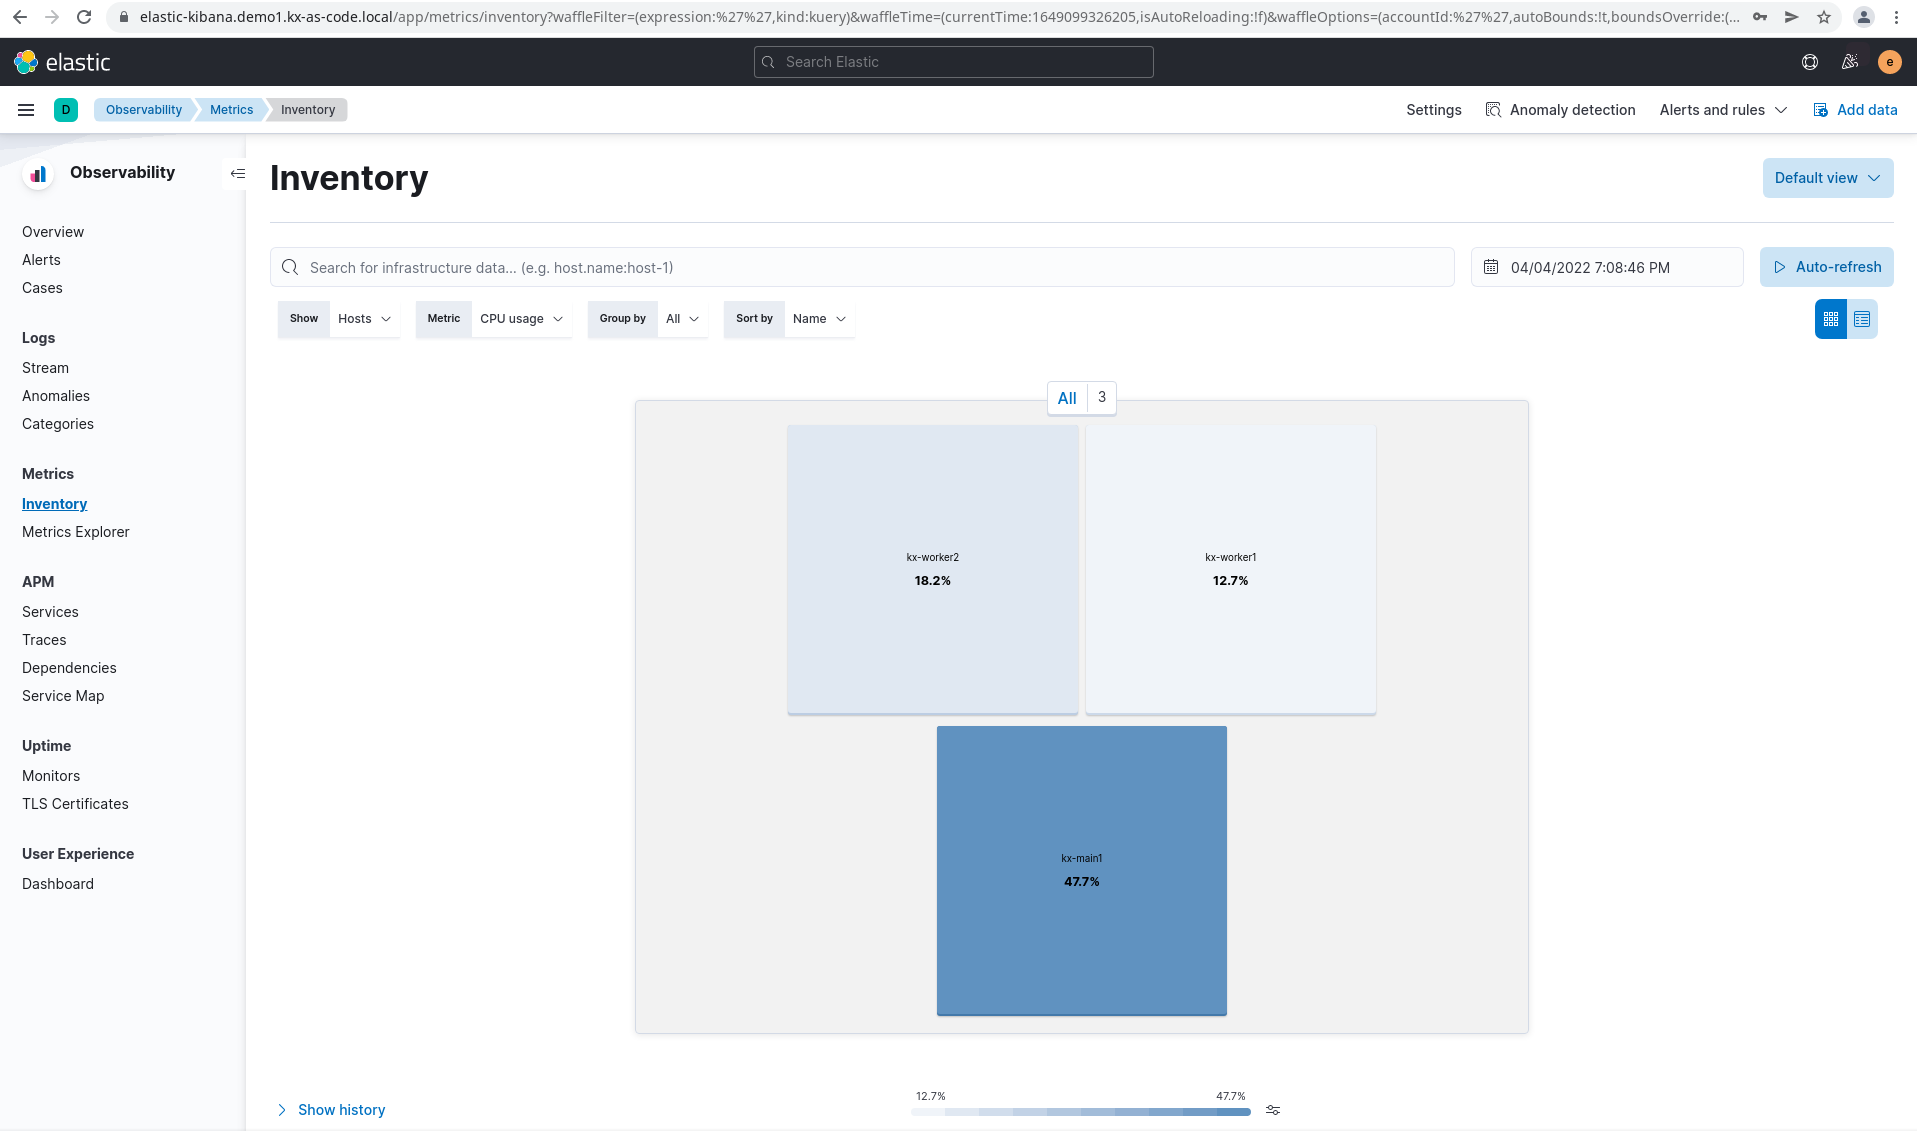 elastic-kibana.demo1.kx-as-code.local/app/metrics/inventory?waffleFilter=(expression:%27%27,kind:kuery)&waffleTime=(currentTime:1649099326205,isAutoReloading:!f)&waffleOptions=(accountId:%27%27,autoBounds:!t,boundsOverride:(...
elastic
Search Elastic
e
D
Observability
Metrics
Inventory
Settings
Anomaly detection
Alerts and rules
Add data
Observability
Overview
Alerts
Cases
Logs
Stream
Anomalies
Categories
Metrics
Inventory
Metrics Explorer
APM
Services
Traces
Dependencies
Service Map
Uptime
Monitors
TLS Certificates
User Experience
Dashboard
Inventory
Default view
Search for infrastructure data... (e.g. host.name:host-1)
04/04/2022 7:08:46 PM
Auto-refresh
Show Hosts
Metric CPU usage
Group by All
Sort by Name
All 3
kx-worker2
18.2%
kx-worker1
12.7%
kx-main1
47.7%
Show history
12.7%
47.7%